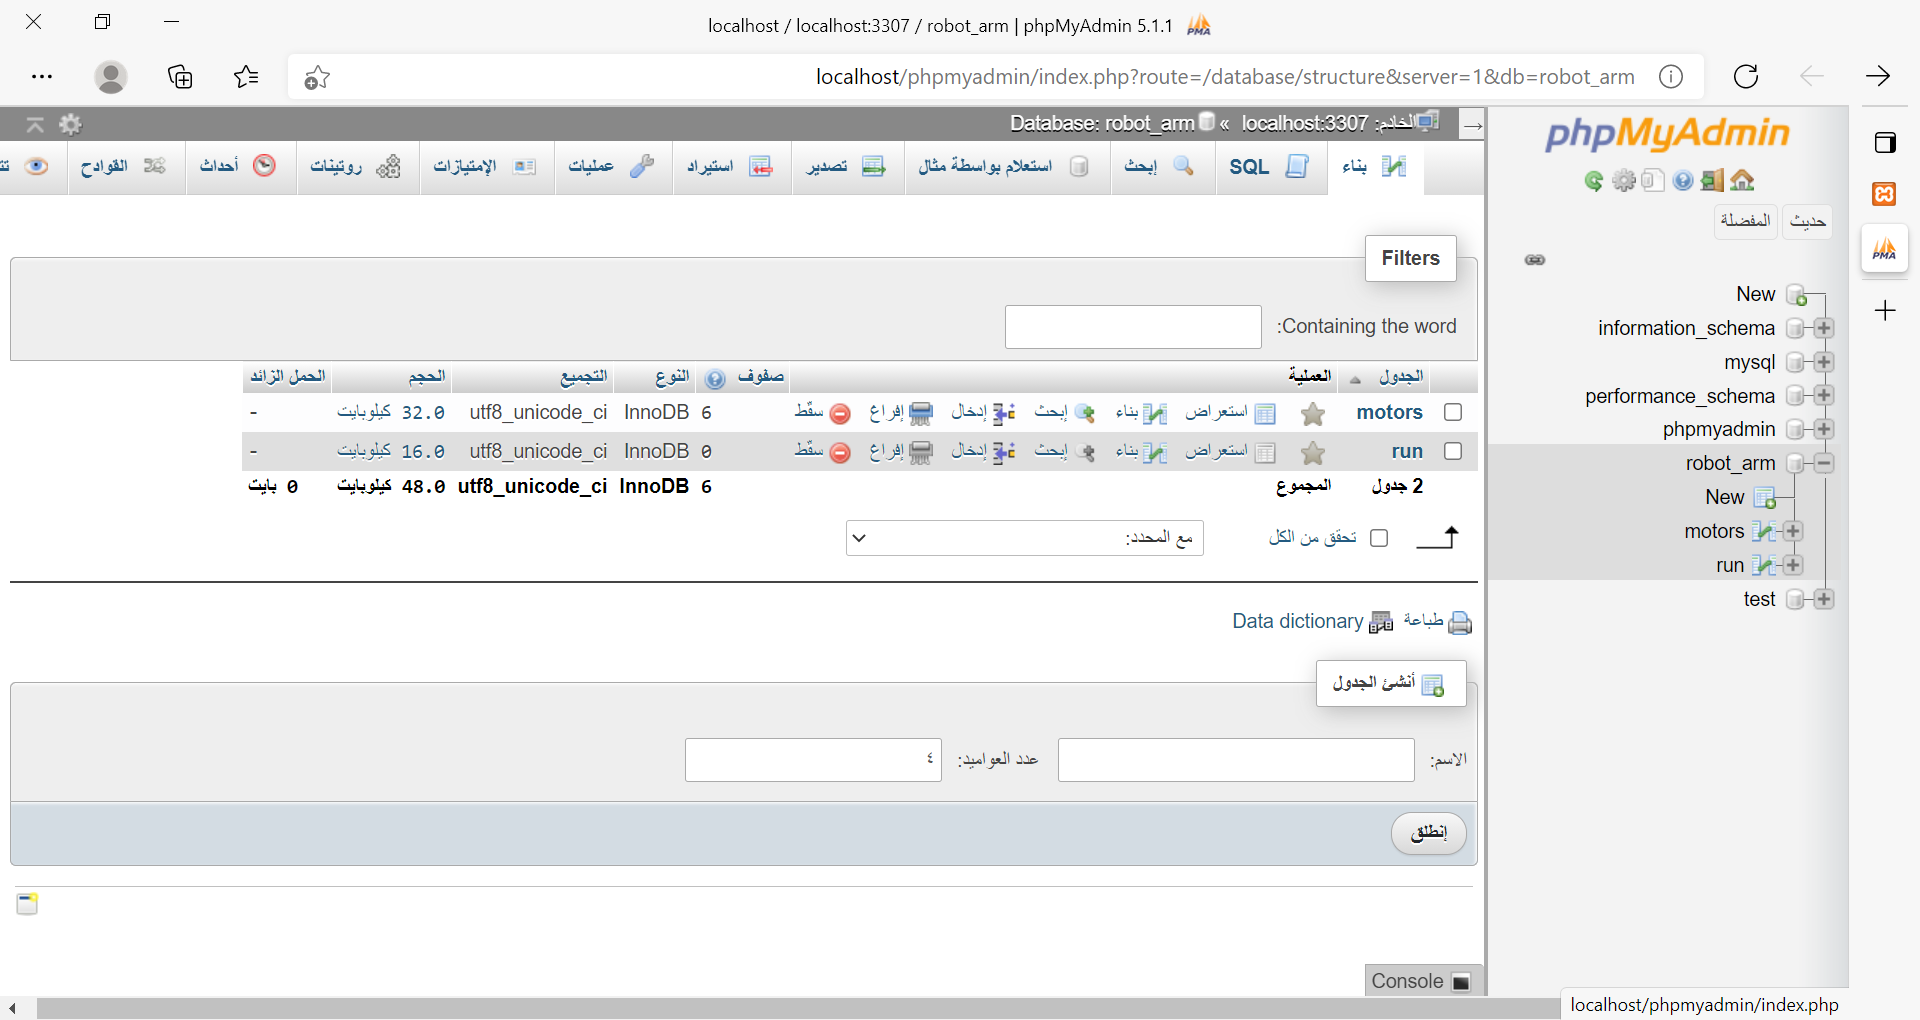 localhost / localhost:3307 / robot_arm | phpMyAdmin 5.1.1
localhost/phpmyadmin/index.php?route=/database/structure&server=1&db=robot_arm
phpMyAdmin
حديث
المفضلة
New
information_schema
mysql
performance_schema
phpmyadmin
robot_arm
New
motors
run
test
الخادم: localhost:3307 » Database: robot_arm
بناء
SQL
إبحث
استعلام بواسطة مثال
تصدير
استيراد
عمليات
الإمتيازات
روتينات
أحداث
القوادح
Filters
Containing the word:
الجدول العملية صفوف النوع التجميع الحجم الحمل الزائد
motors استعراض بناء إبحث إدخال إفراغ سقّط 6 InnoDB utf8_unicode_ci 32.0 كيلوبايت -
run استعراض بناء إبحث إدخال إفراغ سقّط 0 InnoDB utf8_unicode_ci 16.0 كيلوبايت -
2 جدول المجموع 6 InnoDB utf8_unicode_ci 48.0 كيلوبايت 0 بايت
تحقق من الكل مع المحدد:
طباعة Data dictionary
أنشئ الجدول
الاسم:
عدد العواميد: ٤
إنطلق
Console
localhost/phpmyadmin/index.php
PMA
PMA